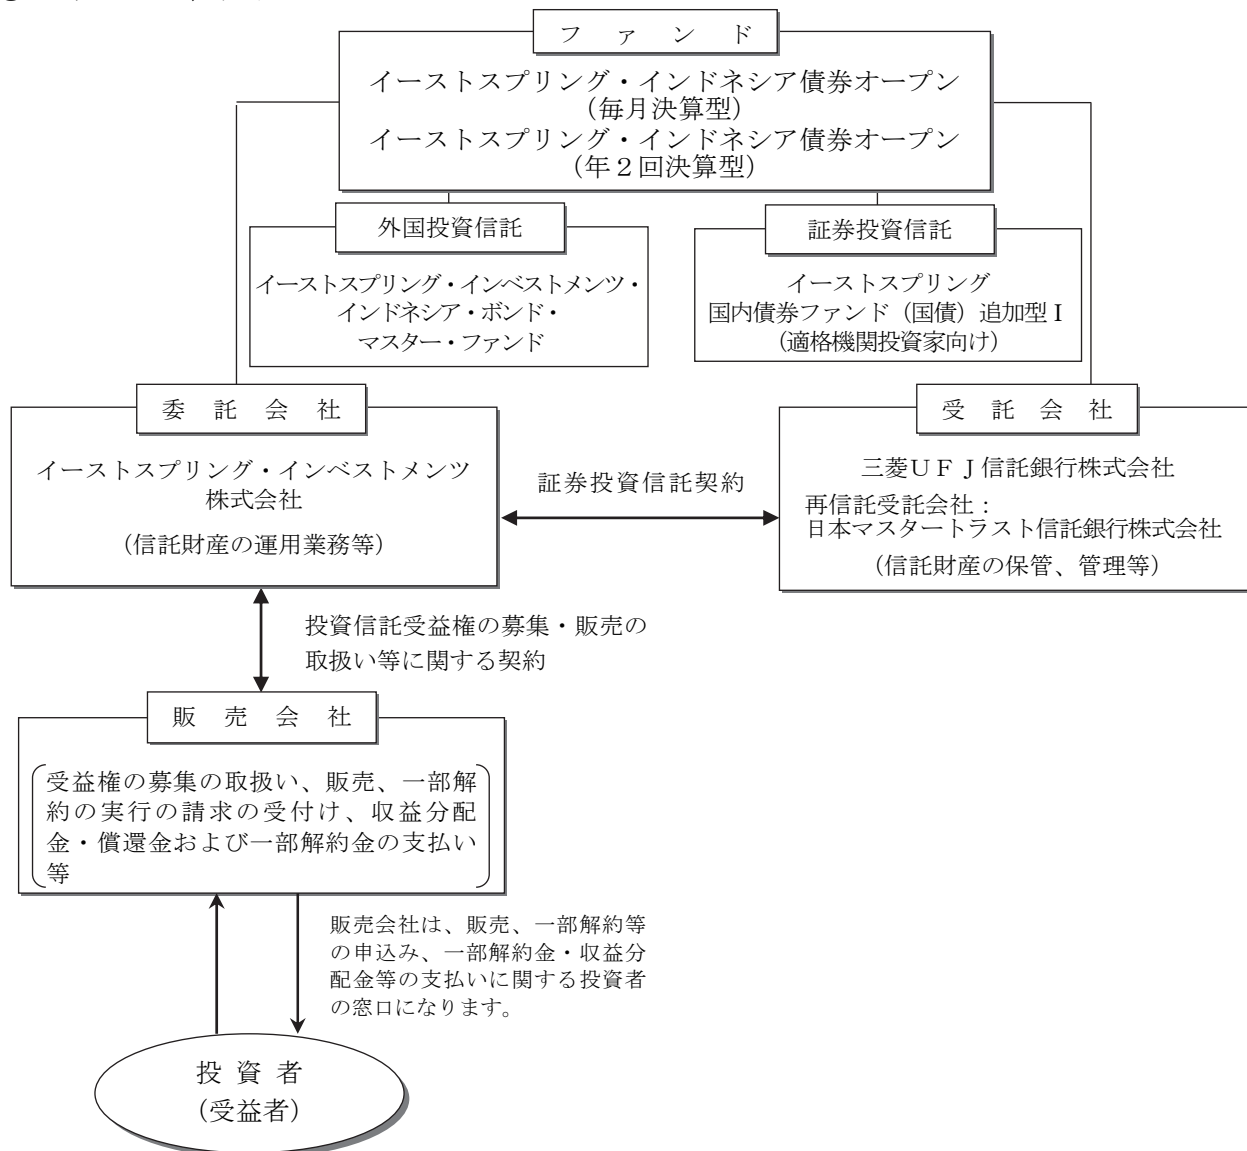 ファンド
イーストスプリング・インドネシア債券オープン
（毎月決算型）
イーストスプリング・インドネシア債券オープン
（年２回決算型）
外国投資信託
イーストスプリング・インベストメンツ・
インドネシア・ボンド・
マスター・ファンド
証券投資信託
イーストスプリング
国内債券ファンド（国債）追加型Ⅰ
（適格機関投資家向け）
委託会社
イーストスプリング・インベストメンツ
株式会社
（信託財産の運用業務等）
証券投資信託契約
受託会社
三菱ＵＦＪ信託銀行株式会社
再信託受託会社：
日本マスタートラスト信託銀行株式会社
（信託財産の保管、管理等）
投資信託受益権の募集・販売の
取扱い等に関する契約
販売会社
受益権の募集の取扱い、販売、一部解
約の実行の請求の受付け、収益分配
金・償還金および一部解約金の支払い
等
販売会社は、販売、一部解約等
の申込み、一部解約金・収益分
配金等の支払いに関する投資者
の窓口になります。
投資者
（受益者）